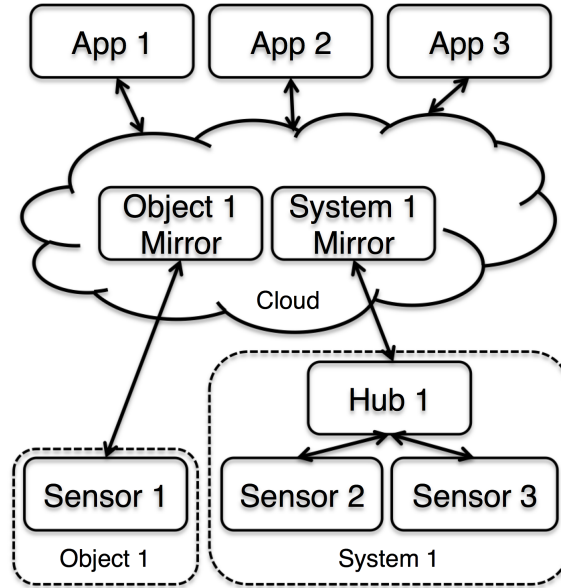 App 1
App 2
App 3
Object 1
Mirror
System 1
Mirror
Cloud
Hub 1
Sensor 1
Sensor 2
Sensor 3
Object 1
System 1